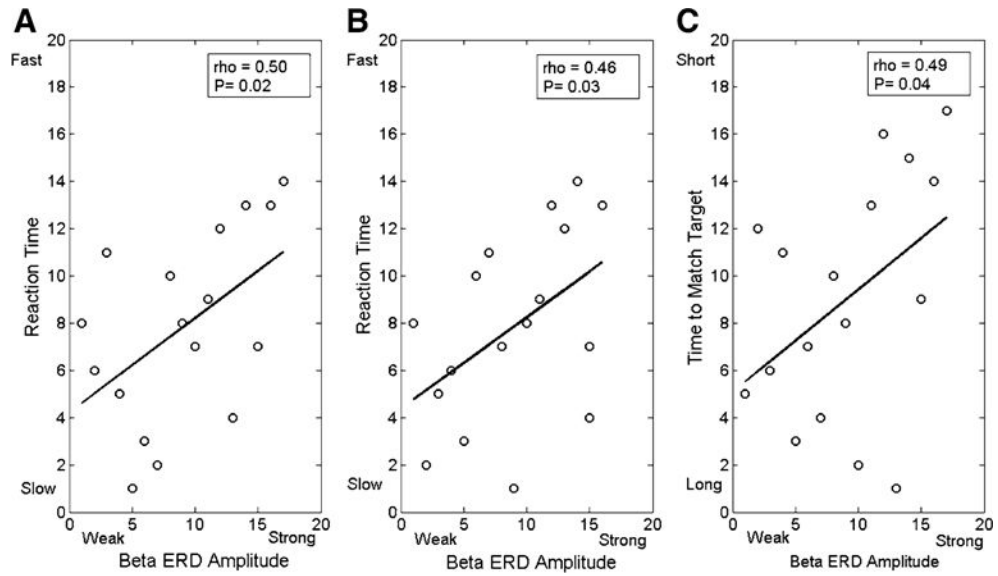 A
B
C
20
Fast
18
16
14
12
10
8
6
4
2
Slow
0
Reaction Time
rho = 0.50
P= 0.02
0
5
10
15
20
Weak
Strong
Beta ERD Amplitude
20
Fast
18
16
14
12
10
8
6
4
2
Slow
0
Reaction Time
rho = 0.46
P= 0.03
0
5
10
15
20
Weak
Strong
Beta ERD Amplitude
20
Short
18
16
14
12
10
8
6
4
2
Long
0
Time to Match Target
rho = 0.49
P= 0.04
0
5
10
15
20
Weak
Strong
Beta ERD Amplitude